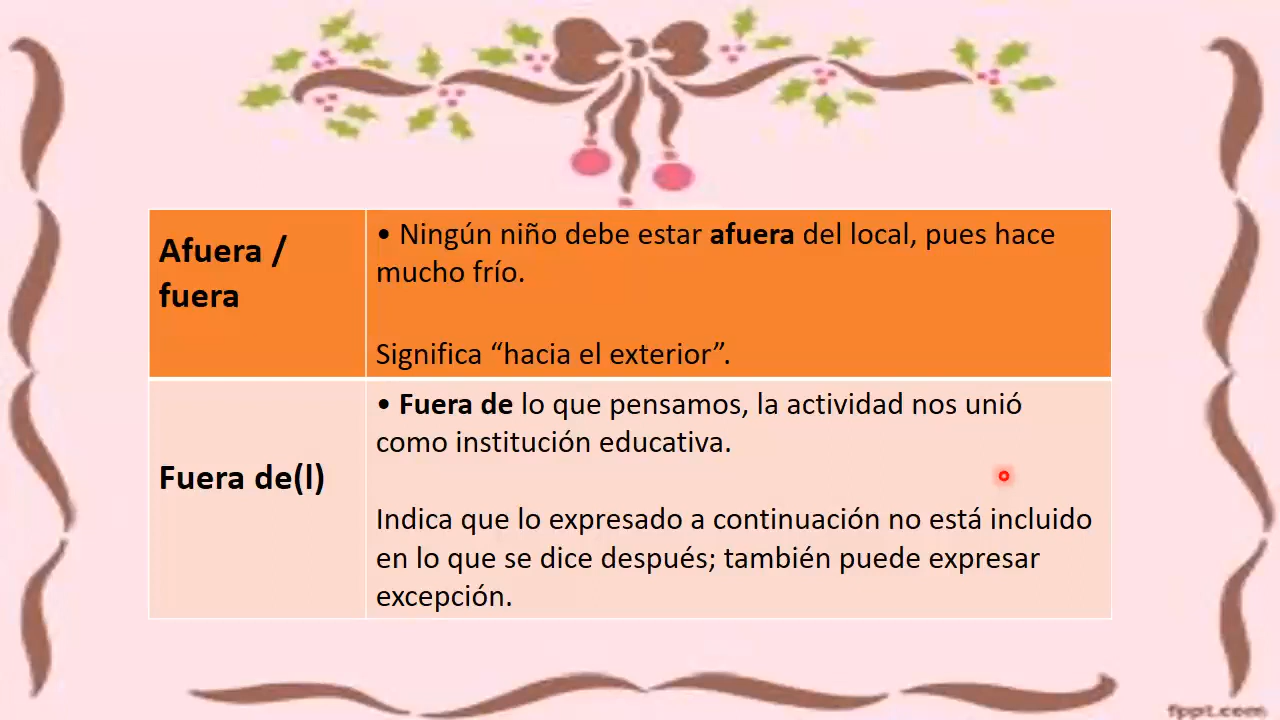 Afuera /
fuera
• Ningún niño debe estar afuera del local, pues hace
mucho frío.
Significa “hacia el exterior”.
Fuera de(l)
• Fuera de lo que pensamos, la actividad nos unió
como institución educativa.
Indica que lo expresado a continuación no está incluido
en lo que se dice después; también puede expresar
excepción.
fppt.com